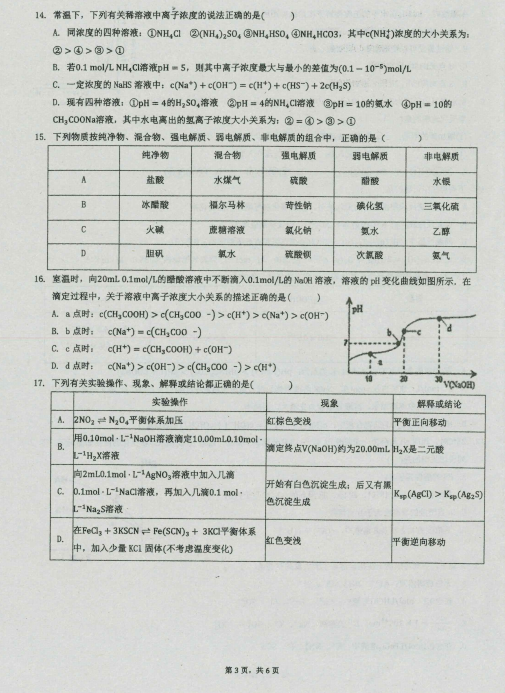 14. 常温下，下列有关稀溶液中离子浓度的说法正确的是(　　)
A. 同浓度的四种溶液：①NH₄Cl ②(NH₄)₂SO₄ ③NH₄HSO₄ ④NH₄HCO3，其中c(NH₄⁺)浓度的大小关系为：
②＞④＞③＞①
B. 若0.1 mol/L NH₄Cl溶液pH = 5，则其中离子浓度最大与最小的差值为(0.1 − 10⁻⁵)mol/L
C. 一定浓度的 NaHS 溶液中：c(Na⁺) + c(OH⁻) = c(H⁺) + c(HS⁻) + 2c(H₂S)
D. 现有四种溶液：①pH = 4的H₂SO₄溶液 ②pH = 4的NH₄Cl溶液 ③pH = 10的氨水 ④pH = 10的
CH₃COONa溶液，其中水电离出的氢离子浓度大小关系为：② = ④＞③＞①
15. 下列物质按纯净物、混合物、强电解质、弱电解质、非电解质的组合中，正确的是（　　）
纯净物 混合物 强电解质 弱电解质 非电解质
A 盐酸 水煤气 硫酸 醋酸 水银
B 冰醋酸 福尔马林 苛性钠 碘化氢 三氧化硫
C 火碱 蔗糖溶液 氯化钠 氨水 乙醇
D 胆矾 氯水 硫酸钡 次氯酸 氨气
16. 室温时，向20mL 0.1mol/L的醋酸溶液中不断滴入0.1mol/L的 NaOH 溶液，溶液的 pH 变化曲线如图所示．在
滴定过程中，关于溶液中离子浓度大小关系的描述正确的是(　　)
A. a 点时：c(CH₃COOH) > c(CH₃COO −) > c(H⁺) > c(Na⁺) > c(OH⁻)
B. b 点时： c(Na⁺) = c(CH₃COO −)
C. c 点时： c(H⁺) = c(CH₃COOH) + c(OH⁻)
D. d 点时： c(Na⁺) > c(OH⁻) > c(CH₃COO −) > c(H⁺)
pH
7
a
b
c
d
10 20 30 V(NaOH)
17. 下列有关实验操作、现象、解释或结论都正确的是(　　)
实验操作 现象 解释或结论
A. 2NO₂ ⇌ N₂O₄平衡体系加压 红棕色变浅 平衡正向移动
B. 用0.10mol · L⁻¹NaOH溶液滴定10.00mL0.10mol ·
L⁻¹H₂X溶液 滴定终点V(NaOH)约为20.00mL H₂X是二元酸
C. 向2mL0.1mol · L⁻¹AgNO₃溶液中加入几滴
0.1mol · L⁻¹NaCl溶液，再加入几滴0.1 mol ·
L⁻¹Na₂S溶液 开始有白色沉淀生成；后又有黑
色沉淀生成 Kₛₚ(AgCl) > Kₛₚ(Ag₂S)
D. 在FeCl₃ + 3KSCN ⇌ Fe(SCN)₃ + 3KCl平衡体系
中，加入少量 KCl 固体(不考虑温度变化) 红色变浅 平衡逆向移动
第 3 页，共 6 页